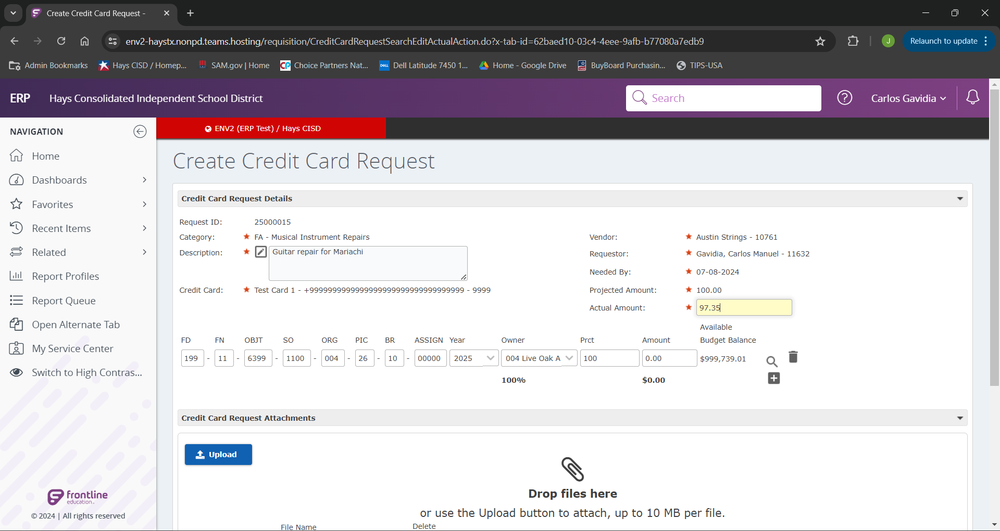 Create Credit Card Request -
env2-haystx.nonpd.teams.hosting/requisition/CreditCardRequestSearchEditActualAction.do?x-tab-id=62baed10-03c4-4eee-9afb-b77080a7edb9
J
Relaunch to update
Admin Bookmarks
Hays CISD / Homep...
SAM.gov | Home
Choice Partners Nat...
Dell Latitude 7450 1...
Home - Google Drive
BuyBoard Purchasin...
TIPS-USA
ERP
Hays Consolidated Independent School District
Search
Carlos Gavidia
NAVIGATION
ENV2 (ERP Test) / Hays CISD
Home
Dashboards
Favorites
Recent Items
Related
Report Profiles
Report Queue
Open Alternate Tab
My Service Center
Switch to High Contras...
frontline
education
© 2024 | All rights reserved
Create Credit Card Request
Credit Card Request Details
Request ID: 25000015
Category: FA - Musical Instrument Repairs
Vendor: Austin Strings - 10761
Description: Guitar repair for Mariachi
Requestor: Gavidia, Carlos Manuel - 11632
Needed By: 07-08-2024
Credit Card: Test Card 1 - +99999999999999999999999999999999999 - 9999
Projected Amount: 100.00
Actual Amount: 97.35
FD FN OBJT SO ORG PIC BR ASSIGN Year Owner Prct Amount Available Budget Balance
199 - 11 - 6399 - 1100 - 004 - 26 - 10 - 00000 2025 004 Live Oak A 100 0.00 $999,739.01
100% $0.00
Credit Card Request Attachments
Upload
Drop files here
or use the Upload button to attach, up to 10 MB per file.
File Name Delete